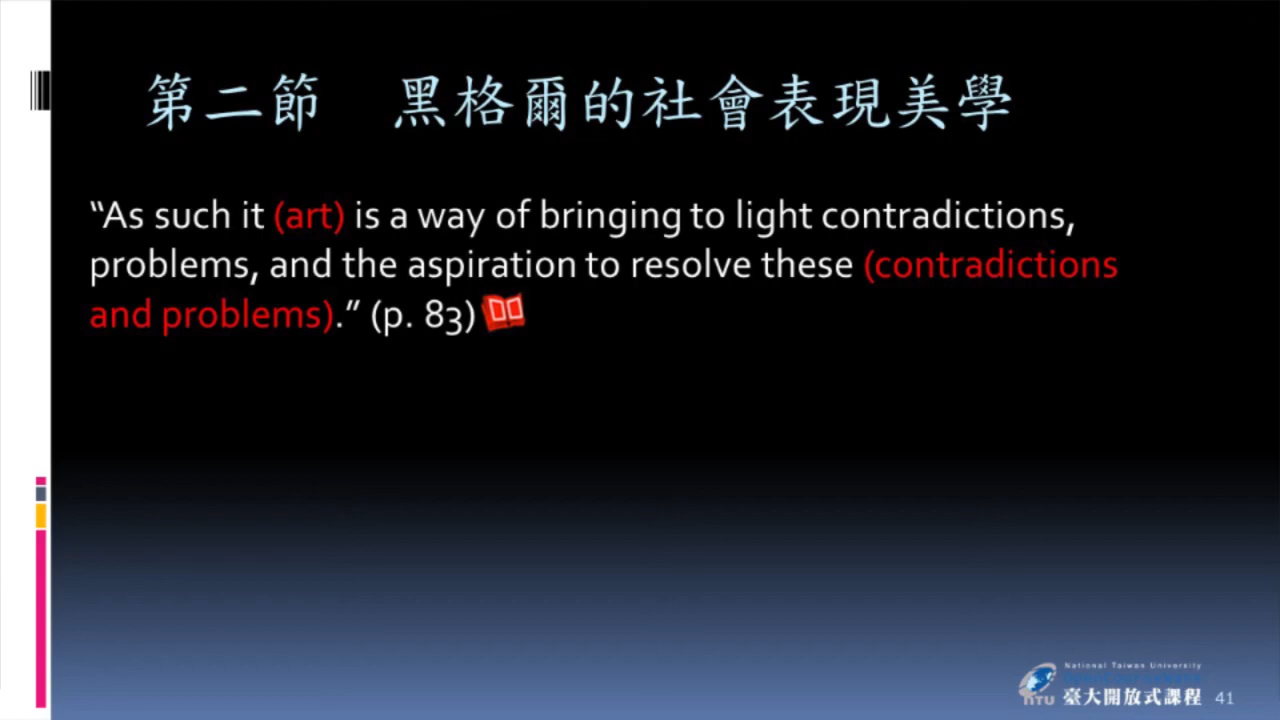 第二節 黑格爾的社會表現美學
“As such it (art) is a way of bringing to light contradictions,
problems, and the aspiration to resolve these (contradictions
and problems).” (p. 83)
National Taiwan University
OpenCourseWare
NTU 臺大開放式課程 41